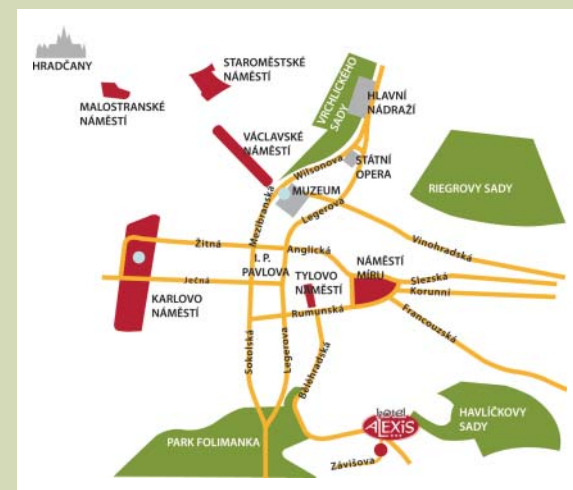 HRADČANY
STAROMĚSTSKÉ
NÁMĚSTÍ
MALOSTRANSKÉ
NÁMĚSTÍ
VRCHLICKÉHO
SADY
HLAVNÍ
NÁDRAŽÍ
VÁCLAVSKÉ
NÁMĚSTÍ
Wilsonova
STÁTNÍ
OPERA
MUZEUM
RIEGROVY SADY
Mezibranská
Legerova
Vinohradská
Žitná
Anglická
I. P.
PAVLOVA
NÁMĚSTÍ
MÍRU
Ječná
TYLOVO
NÁMĚSTÍ
Slezská
Korunní
KARLOVO
NÁMĚSTÍ
Rumunská
Francouzská
Sokolská
Legerova
Bělehradská
hotel
ALEXIS
HAVLÍČKOVY
SADY
PARK FOLIMANKA
Závišova